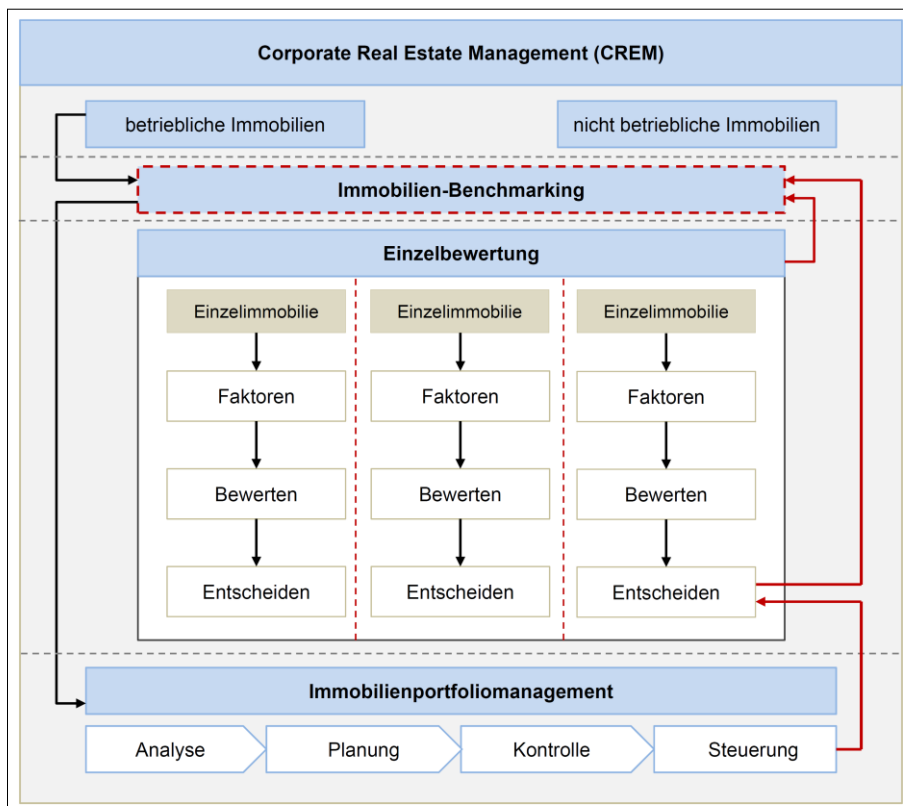 Corporate Real Estate Management (CREM)
betriebliche Immobilien
nicht betriebliche Immobilien
Immobilien-Benchmarking
Einzelbewertung
Einzelimmobilie
Einzelimmobilie
Einzelimmobilie
Faktoren
Faktoren
Faktoren
Bewerten
Bewerten
Bewerten
Entscheiden
Entscheiden
Entscheiden
Immobilienportfoliomanagement
Analyse
Planung
Kontrolle
Steuerung